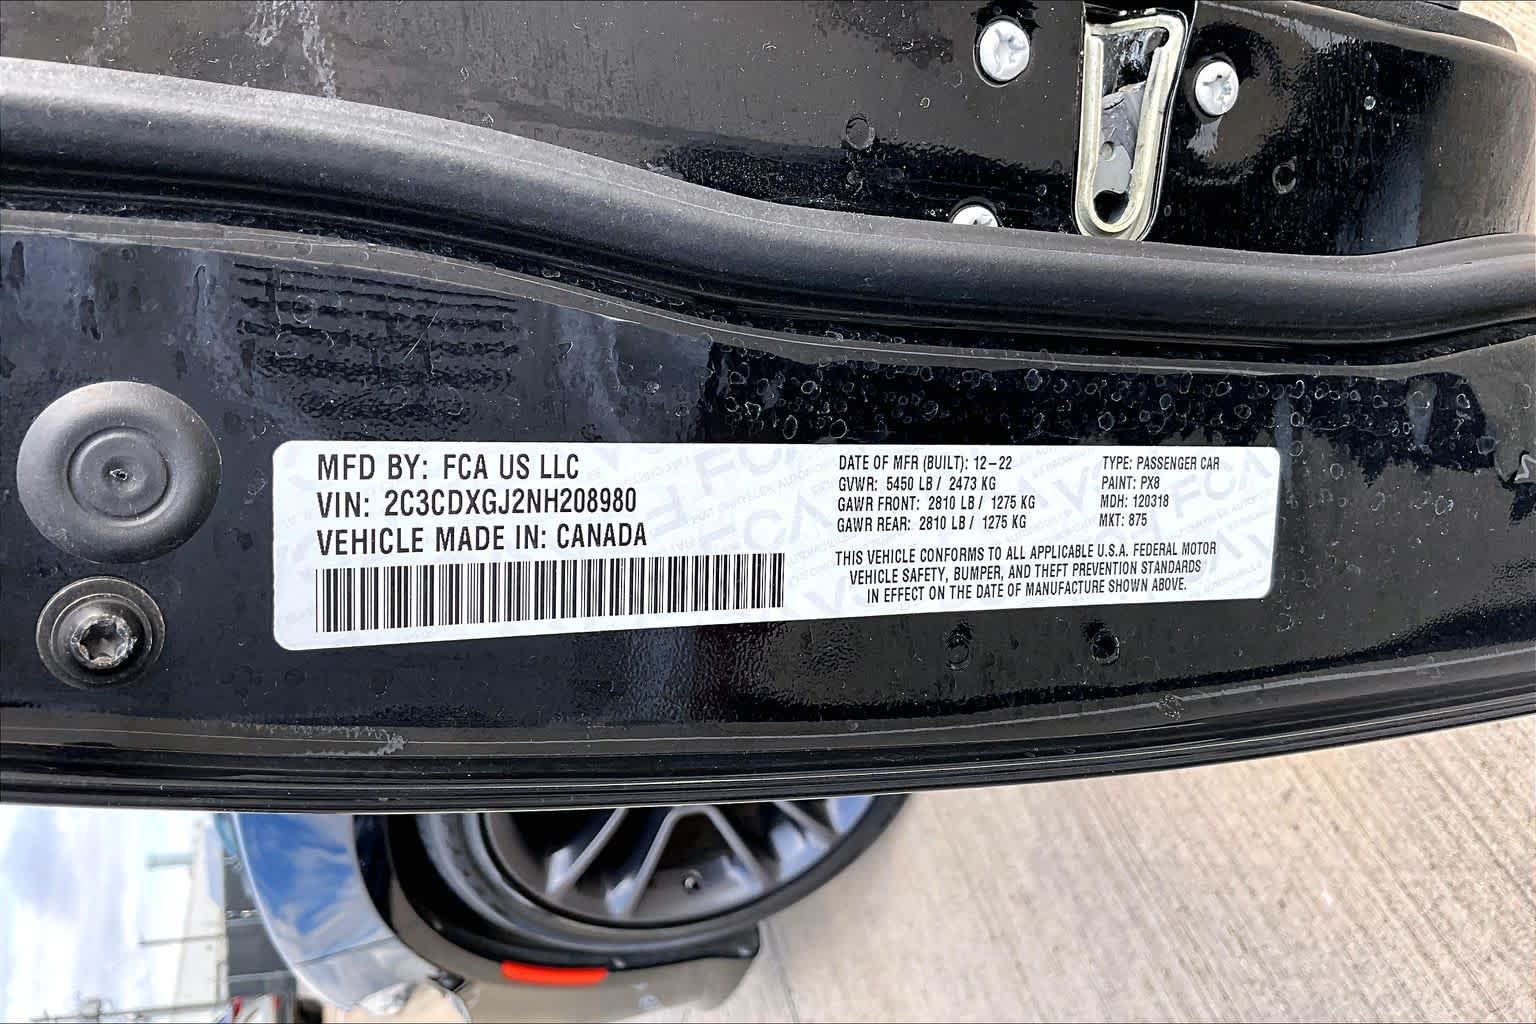 MFD BY: FCA US LLC
VIN: 2C3CDXGJ2NH208980
VEHICLE MADE IN: CANADA
DATE OF MFR (BUILT): 12-22
GVWR: 5450 LB / 2473 KG
GAWR FRONT: 2810 LB / 1275 KG
GAWR REAR: 2810 LB / 1275 KG
TYPE: PASSENGER CAR
PAINT: PX8
MDH: 120318
MKT: 875
THIS VEHICLE CONFORMS TO ALL APPLICABLE U.S.A. FEDERAL MOTOR
VEHICLE SAFETY, BUMPER, AND THEFT PREVENTION STANDARDS
IN EFFECT ON THE DATE OF MANUFACTURE SHOWN ABOVE.